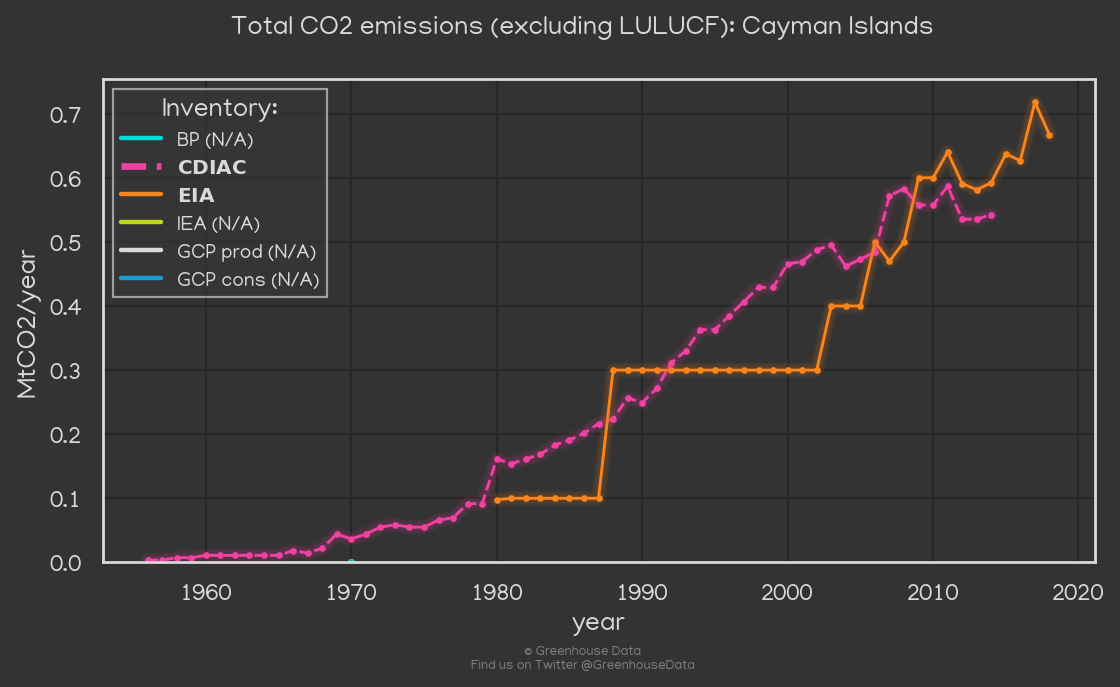 Total CO2 emissions (excluding LULUCF): Cayman Islands
Inventory:
BP (N/A)
CDIAC
EIA
IEA (N/A)
GCP prod (N/A)
GCP cons (N/A)
MtCO2/year
0.7
0.6
0.5
0.4
0.3
0.2
0.1
0.0
1960 1970 1980 1990 2000 2010 2020
year
© Greenhouse Data
Find us on Twitter @GreenhouseData